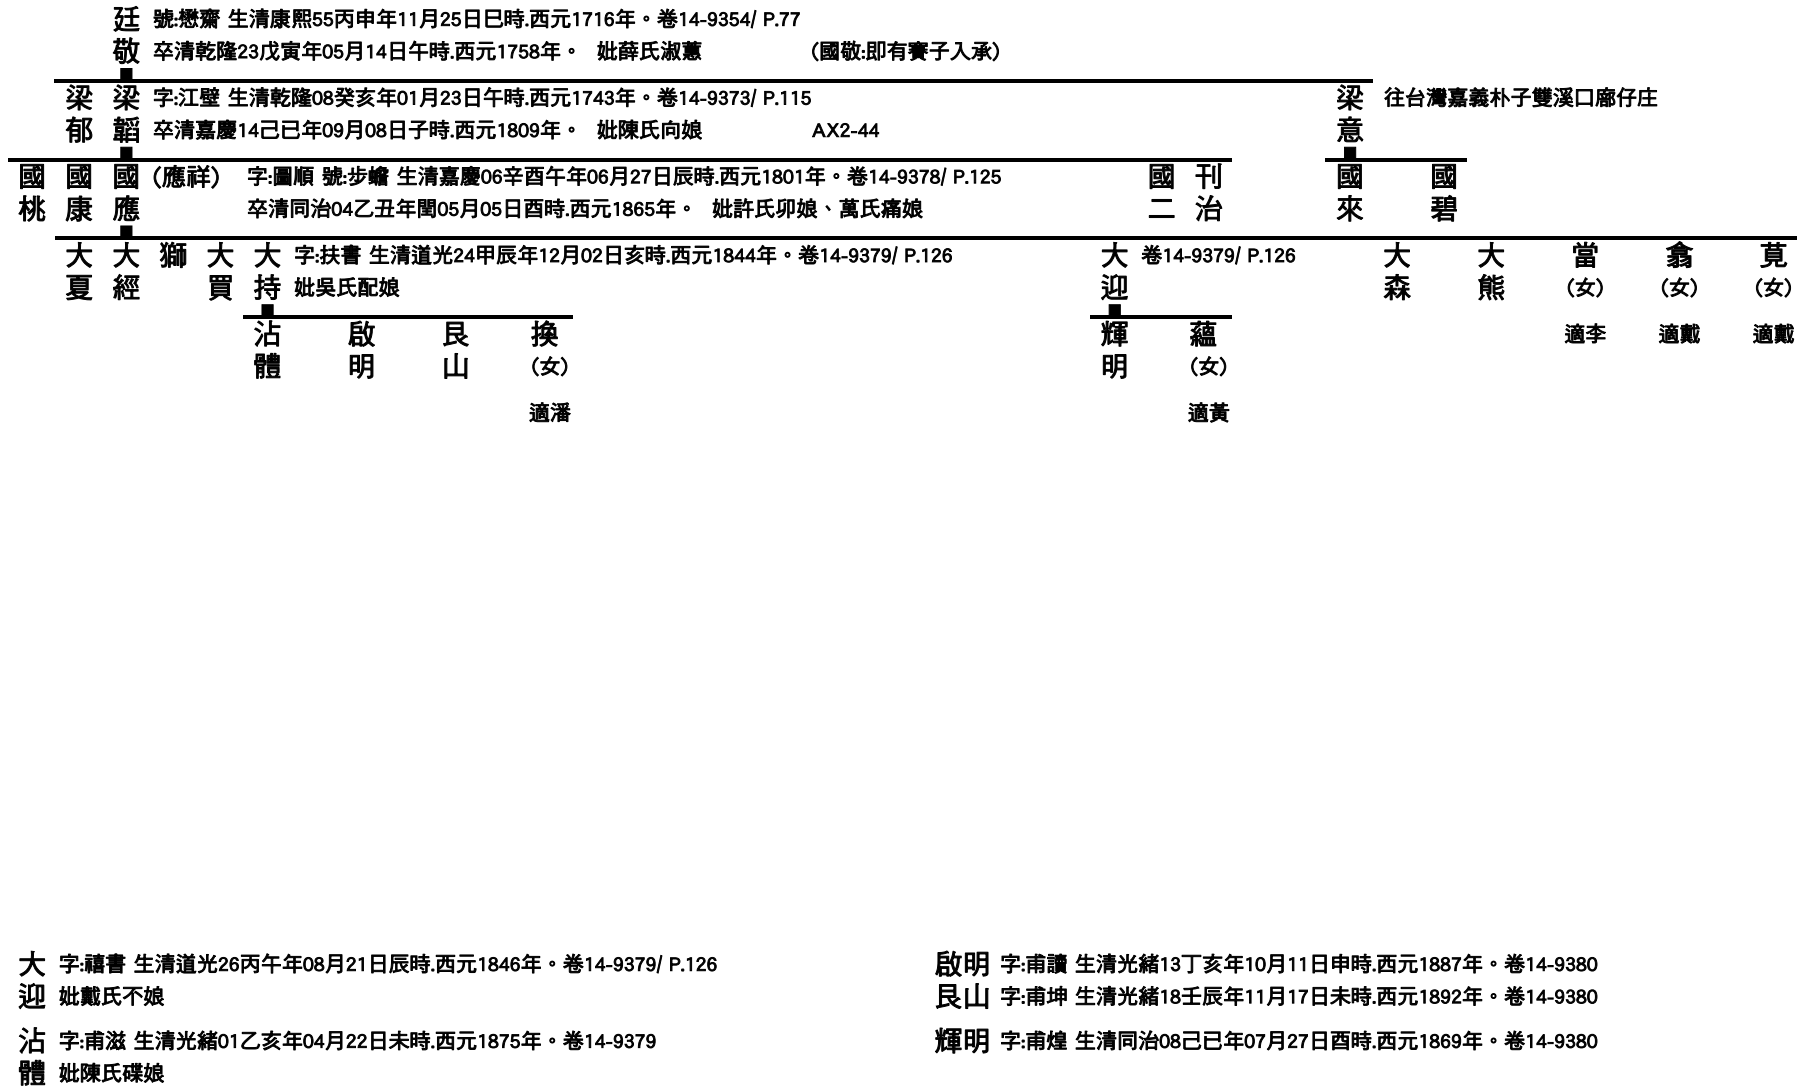 廷敬 號:懋齋 生清康熙55丙申年11月25日巳時.西元1716年。卷14-9354/ P.77
卒清乾隆23戊寅年05月14日午時.西元1758年。 妣薛氏淑蕙 (國敬:即有賽子入承)
梁郁 梁韜 字:江壁 生清乾隆08癸亥年01月23日午時.西元1743年。卷14-9373/ P.115 梁意 往台灣嘉義朴子雙溪口廍仔庄
卒清嘉慶14己已年09月08日子時.西元1809年。 妣陳氏向娘 AX2-44
國桃 國康 國應 (應祥) 字:圖順 號:步蟾 生清嘉慶06辛酉午年06月27日辰時.西元1801年。卷14-9378/ P.125 國二 刊治 國來 國碧
卒清同治04乙丑年閏05月05日酉時.西元1865年。 妣許氏卯娘、萬氏痛娘
大夏 大經 獅 大買 大持 字:扶書 生清道光24甲辰年12月02日亥時.西元1844年。卷14-9379/ P.126 大迎 卷14-9379/ P.126 大森 大熊 當 翕 莧
妣吳氏配娘 (女) (女) (女)
沾體 啟明 艮山 換 輝明 蘊 適李 適戴 適戴
(女) (女)
適潘 適黃
大迎 字:禧書 生清道光26丙午年08月21日辰時.西元1846年。卷14-9379/ P.126
妣戴氏不娘
沾體 字:甫滋 生清光緒01乙亥年04月22日未時.西元1875年。卷14-9379
妣陳氏碟娘
啟明 字:甫讀 生清光緒13丁亥年10月11日申時.西元1887年。卷14-9380
艮山 字:甫坤 生清光緒18壬辰年11月17日未時.西元1892年。卷14-9380
輝明 字:甫煌 生清同治08己已年07月27日酉時.西元1869年。卷14-9380